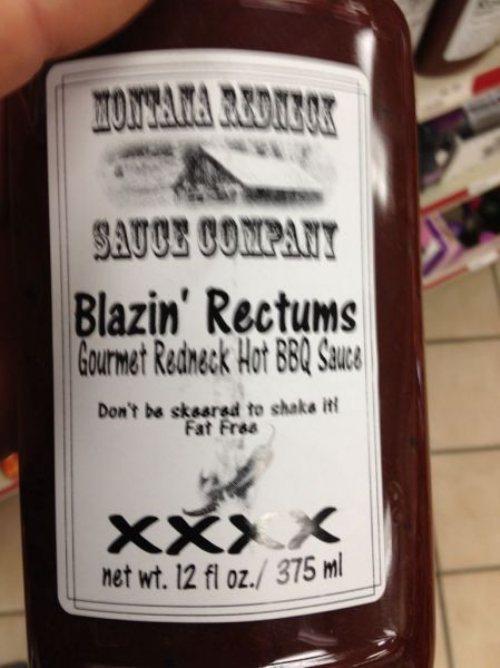 MONTANA REDNECK
SAUCE COMPANY
Blazin' Rectums
Gourmet Redneck Hot BBQ Sauce
Don't be skeered to shake it!
Fat Free
XXXX
net wt. 12 fl oz./ 375 ml